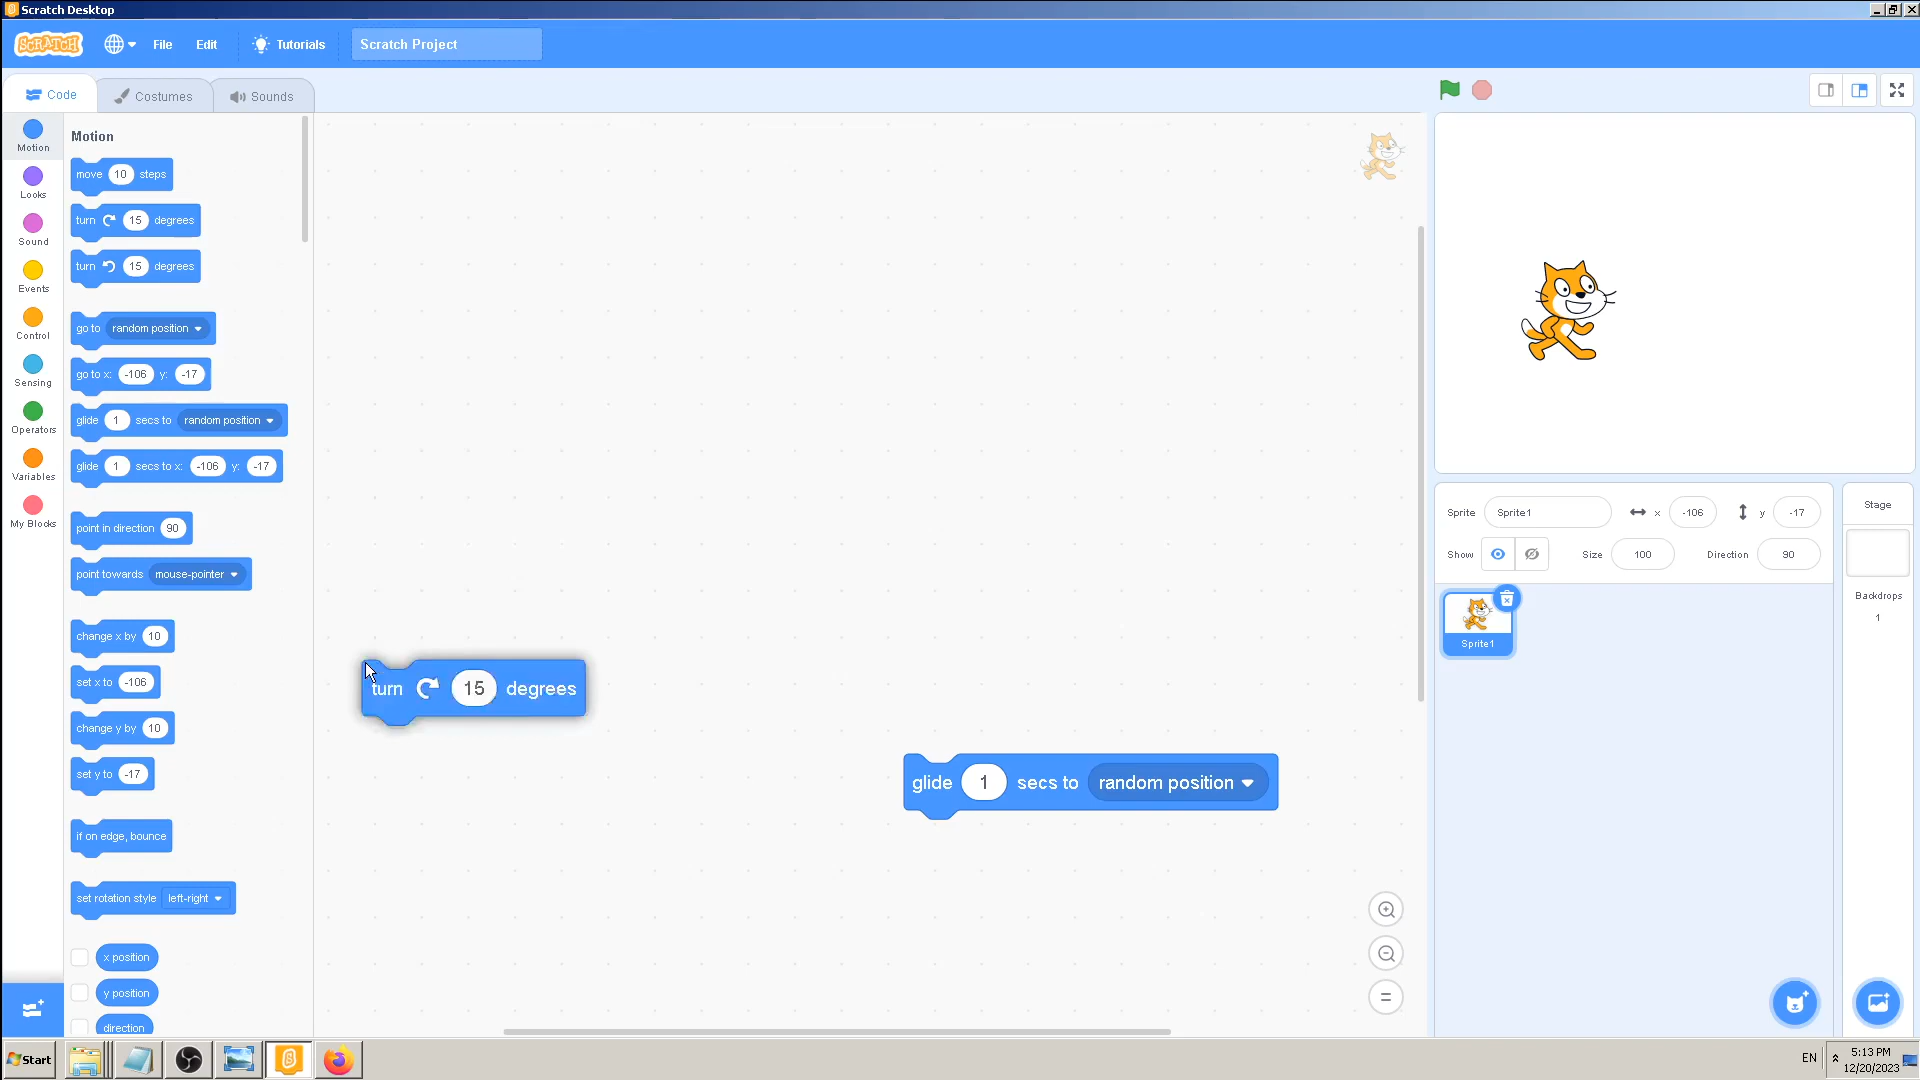 Scratch Desktop
SCRATCH
File
Edit
Tutorials
Scratch Project
Code
Costumes
Sounds
Motion
Looks
Sound
Events
Control
Sensing
Operators
Variables
My Blocks
Motion
move 10 steps
turn 15 degrees
turn 15 degrees
go to random position
go to x: -106 y: -17
glide 1 secs to random position
glide 1 secs to x: -106 y: -17
point in direction 90
point towards mouse-pointer
change x by 10
set x to -106
change y by 10
set y to -17
if on edge, bounce
set rotation style left-right
x position
y position
direction
turn 15 degrees
glide 1 secs to random position
Sprite Sprite1 x -106 y -17
Show Size 100 Direction 90
Sprite1
Stage
Backdrops
1
Start
EN
5:13 PM
12/20/2023